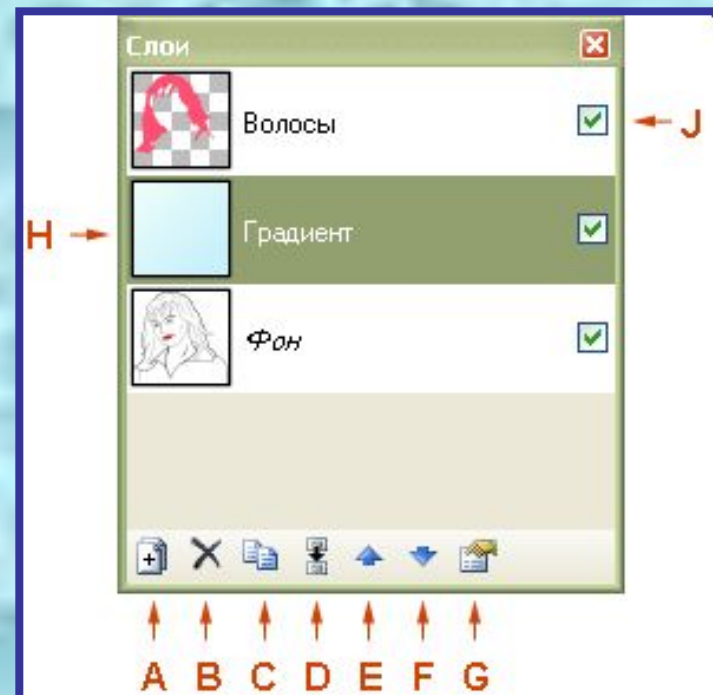 Слои
Волосы
J
H
Градиент
Фон
A B C D E F G